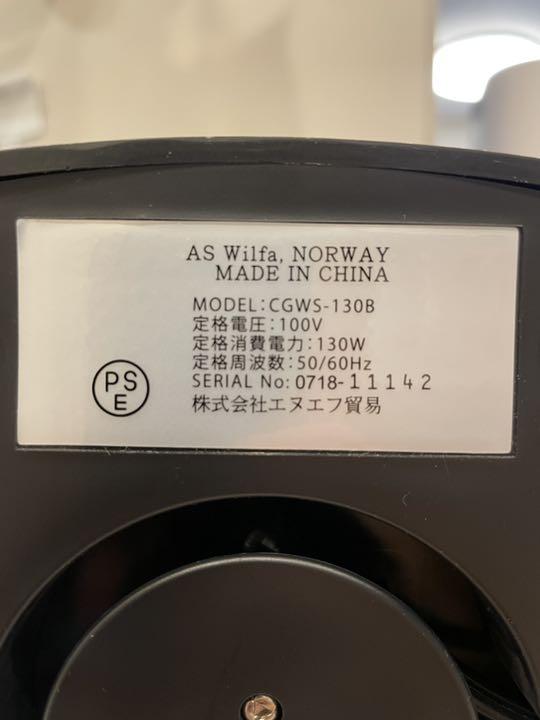 AS Wilfa, NORWAY
MADE IN CHINA
MODEL:CGWS-130B
定格電圧:100V
定格消費電力:130W
定格周波数:50/60Hz
SERIAL No: 0718-11142
株式会社エヌエフ貿易
PS
E